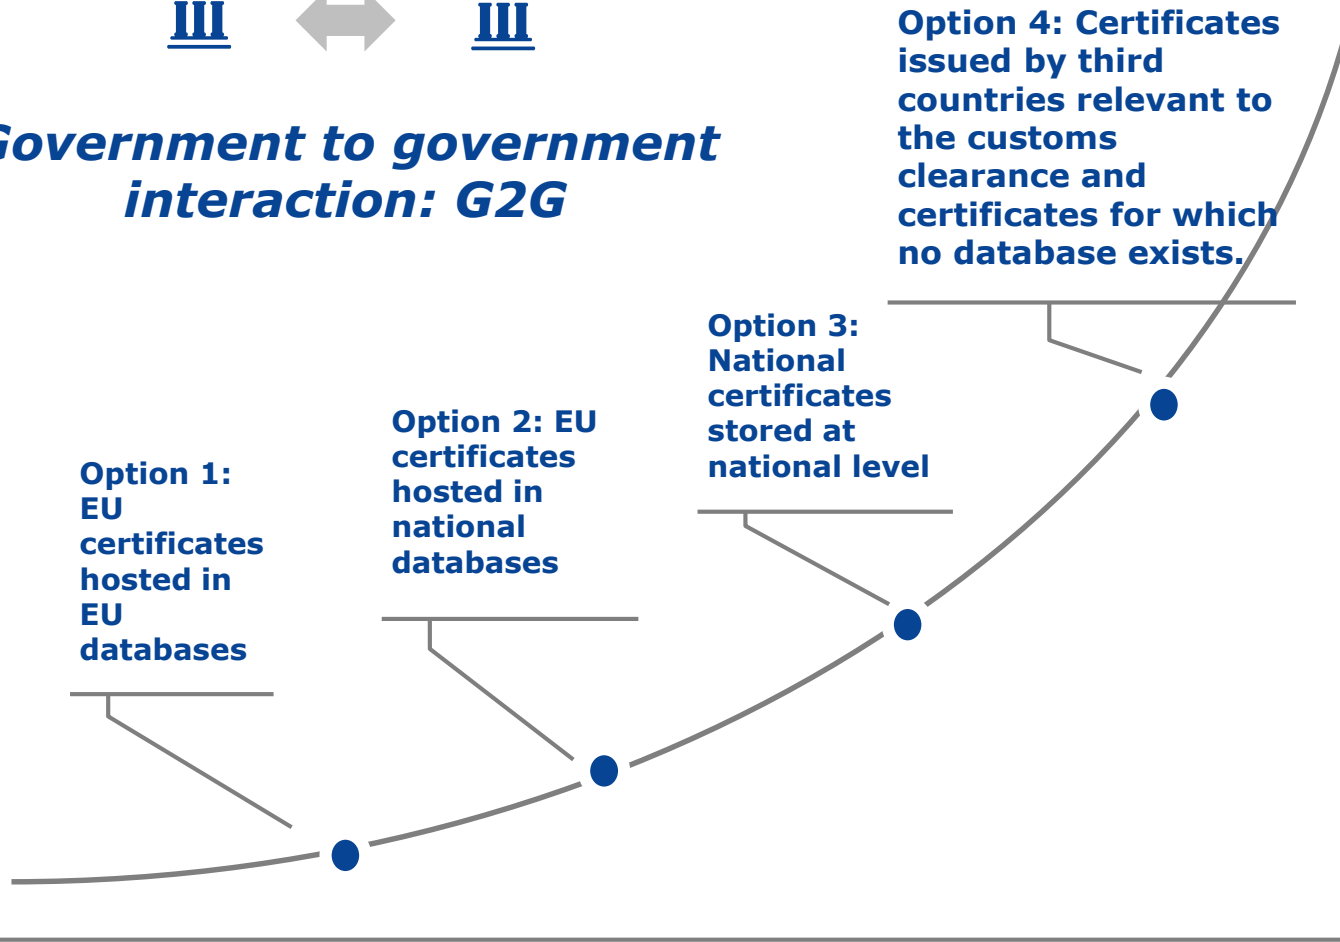 Government to government
interaction: G2G
Option 4: Certificates
issued by third
countries relevant to
the customs
clearance and
certificates for which
no database exists.
Option 3:
National
certificates
stored at
national level
Option 2: EU
certificates
hosted in
national
databases
Option 1:
EU
certificates
hosted in
EU
databases